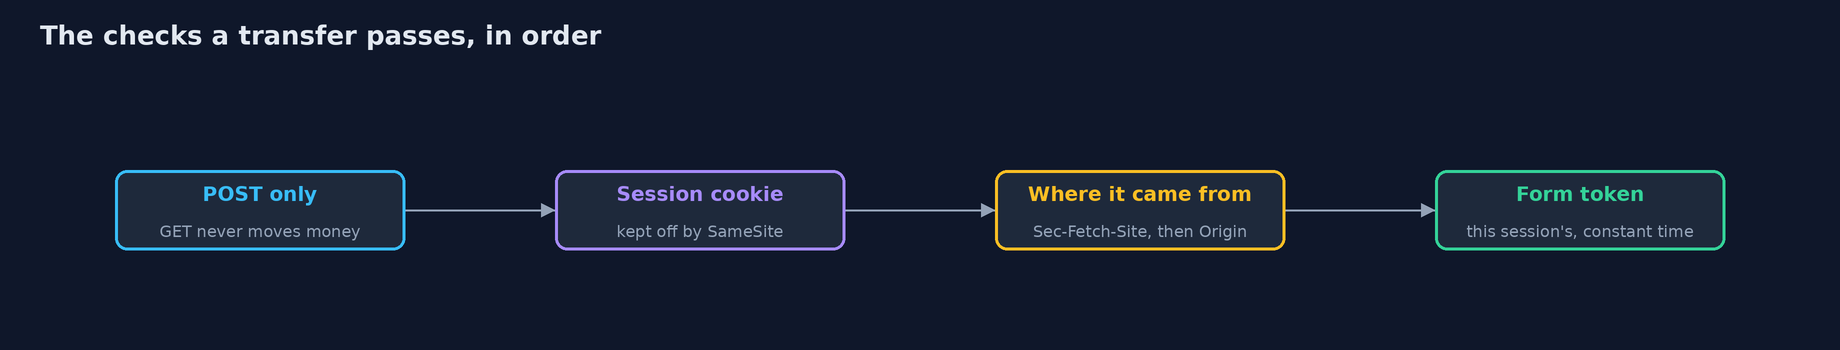 The checks a transfer passes, in order
POST only
GET never moves money
Session cookie
kept off by SameSite
Where it came from
Sec-Fetch-Site, then Origin
Form token
this session's, constant time